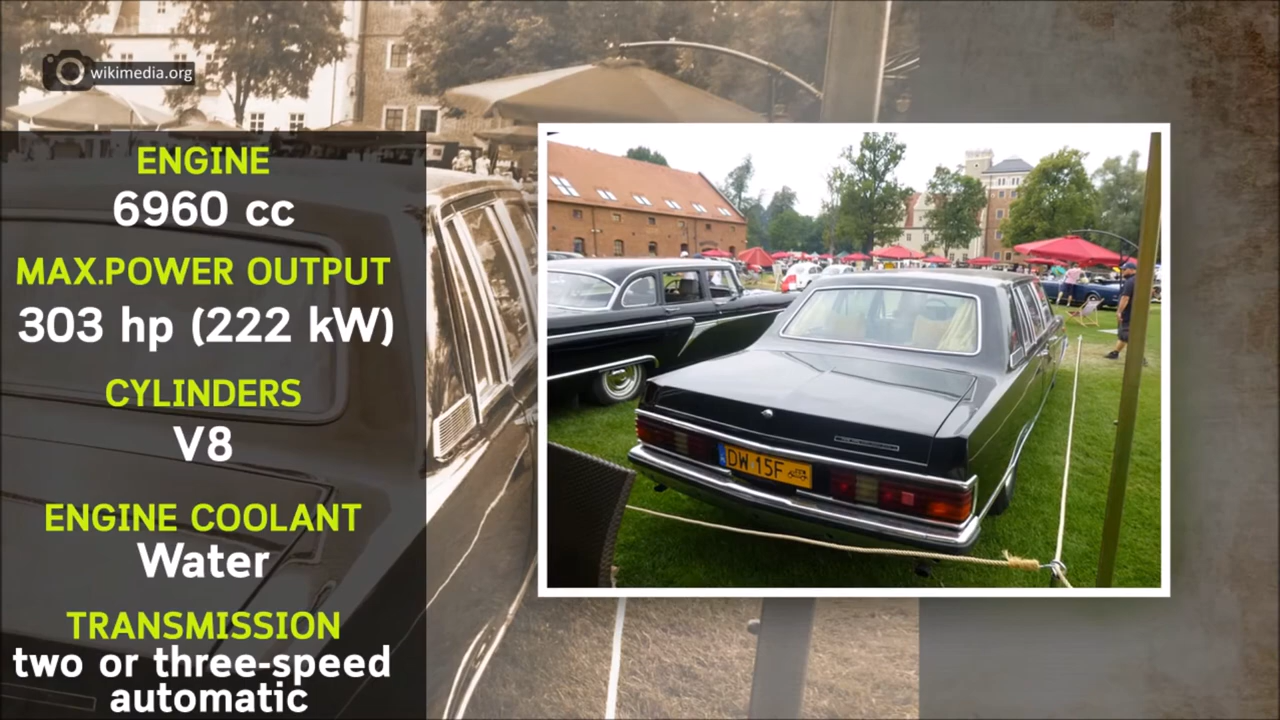 wikimedia.org
ENGINE
6960 cc
MAX.POWER OUTPUT
303 hp (222 kW)
CYLINDERS
V8
ENGINE COOLANT
Water
TRANSMISSION
two or three-speed
automatic
DW 15F